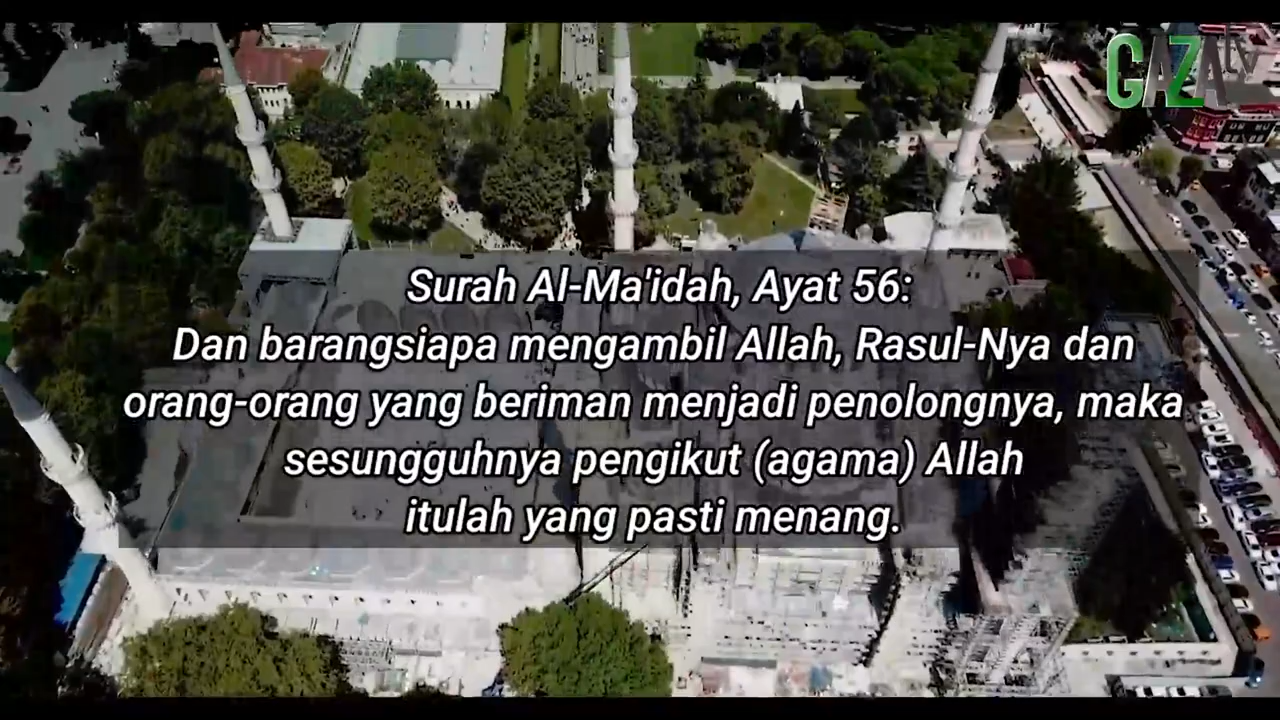 GAZA TV
Surah Al-Ma'idah, Ayat 56:
Dan barangsiapa mengambil Allah, Rasul-Nya dan
orang-orang yang beriman menjadi penolongnya, maka
sesungguhnya pengikut (agama) Allah
itulah yang pasti menang.